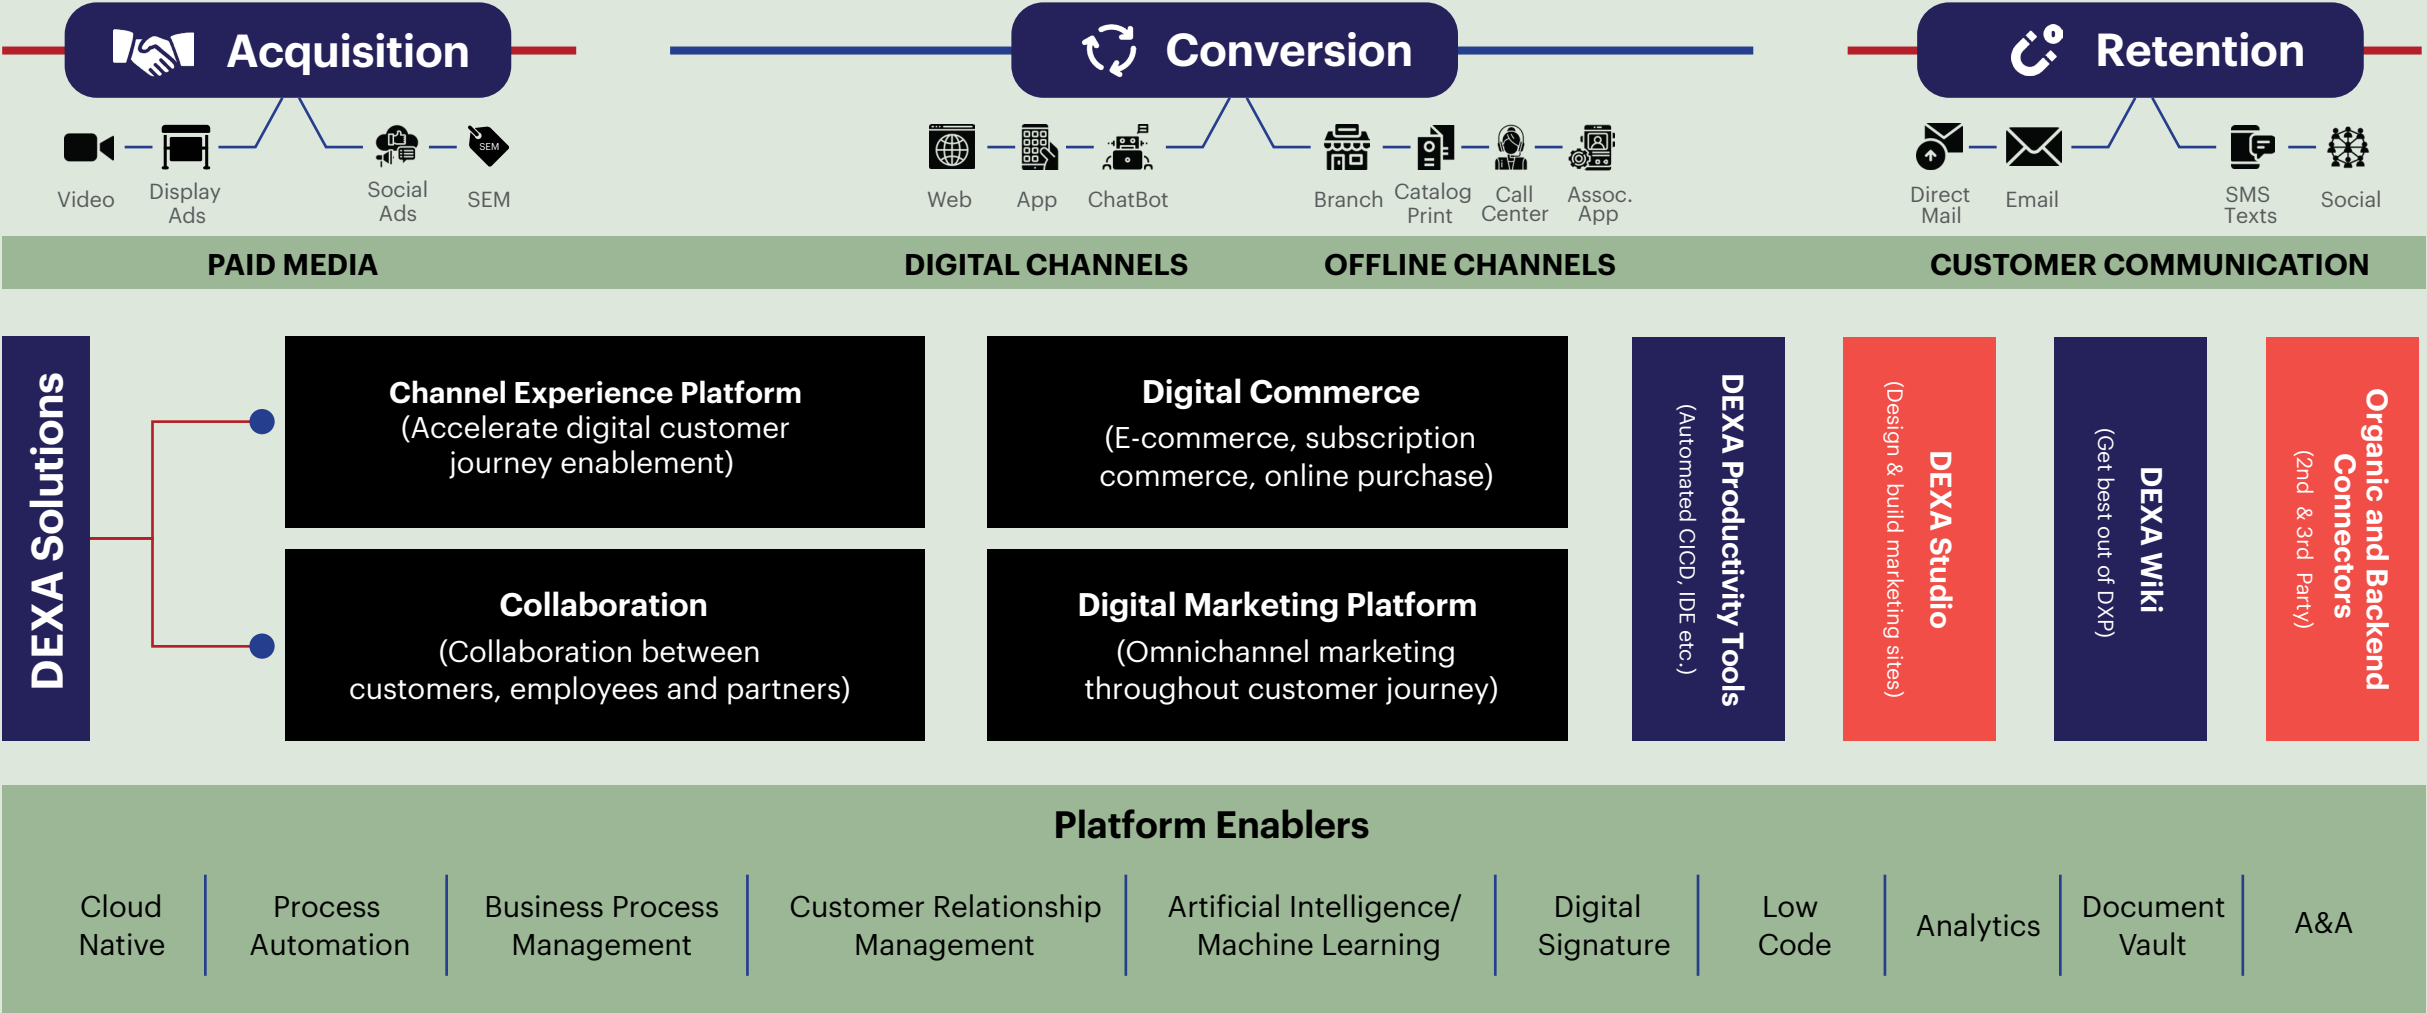 Acquisition
Conversion
Retention
SEM
Video
Display
Ads
Social
Ads
SEM
Web
App
ChatBot
Branch
Catalog
Print
Call
Center
Assoc.
App
Direct
Mail
Email
SMS
Texts
Social
PAID MEDIA
DIGITAL CHANNELS
OFFLINE CHANNELS
CUSTOMER COMMUNICATION
DEXA Solutions
Channel Experience Platform
(Accelerate digital customer
journey enablement)
Digital Commerce
(E-commerce, subscription
commerce, online purchase)
Collaboration
(Collaboration between
customers, employees and partners)
Digital Marketing Platform
(Omnichannel marketing
throughout customer journey)
DEXA Productivity Tools
(Automated CICD, IDE etc.)
DEXA Studio
(Design & build marketing sites)
DEXA Wiki
(Get best out of DXP)
Organic and Backend
Connectors
(2nd & 3rd Party)
Platform Enablers
Cloud
Native
Process
Automation
Business Process
Management
Customer Relationship
Management
Artificial Intelligence/
Machine Learning
Digital
Signature
Low
Code
Analytics
Document
Vault
A&A